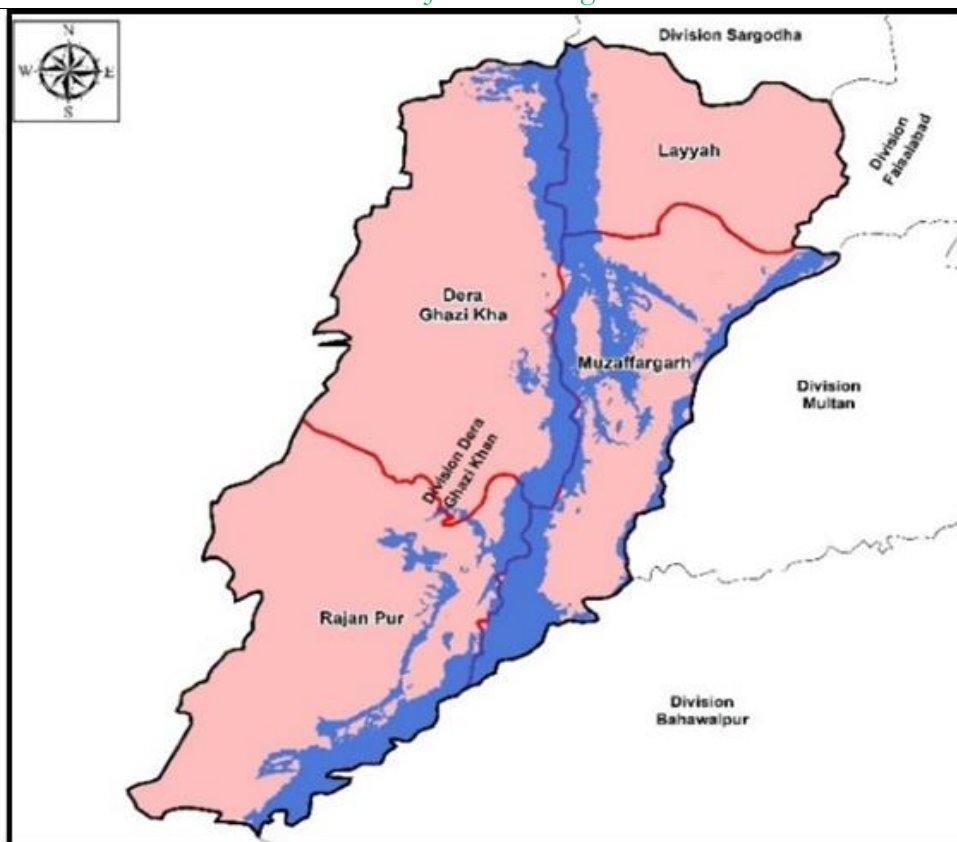 N
W
E
S
Division Sargodha
Division
Faisalabad
Layyah
Dera
Ghazi Kha
Muzaffargarh
Division
Multan
Division Dera
Ghazi Khan
Rajan Pur
Division
Bahawalpur